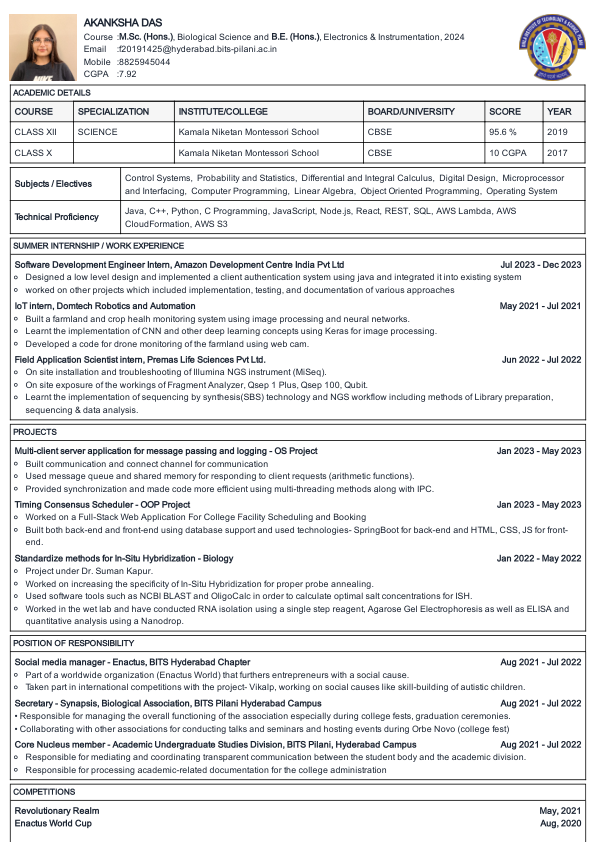 AKANKSHA DAS
Course :M.Sc. (Hons.), Biological Science and B.E. (Hons.), Electronics & Instrumentation, 2024
Email :f20191425@hyderabad.bits-pilani.ac.in
Mobile :8825945044
CGPA :7.92
ACADEMIC DETAILS
COURSE SPECIALIZATION INSTITUTE/COLLEGE BOARD/UNIVERSITY SCORE YEAR
CLASS XII SCIENCE Kamala Niketan Montessori School CBSE 95.6 % 2019
CLASS X Kamala Niketan Montessori School CBSE 10 CGPA 2017
Subjects / Electives
Control Systems, Probability and Statistics, Differential and Integral Calculus, Digital Design, Microprocessor
and Interfacing, Computer Programming, Linear Algebra, Object Oriented Programming, Operating System
Technical Proficiency
Java, C++, Python, C Programming, JavaScript, Node.js, React, REST, SQL, AWS Lambda, AWS
CloudFormation, AWS S3
SUMMER INTERNSHIP / WORK EXPERIENCE
Software Development Engineer Intern, Amazon Development Centre India Pvt Ltd Jul 2023 - Dec 2023
Designed a low level design and implemented a client authentication system using java and integrated it into existing system
worked on other projects which included implementation, testing, and documentation of various approaches
IoT intern, Domtech Robotics and Automation May 2021 - Jul 2021
Built a farmland and crop healh monitoring system using image processing and neural networks.
Learnt the implementation of CNN and other deep learning concepts using Keras for image processing.
Developed a code for drone monitoring of the farmland using web cam.
Field Application Scientist intern, Premas Life Sciences Pvt Ltd. Jun 2022 - Jul 2022
On site installation and troubleshooting of Illumina NGS instrument (MiSeq).
On site exposure of the workings of Fragment Analyzer, Qsep 1 Plus, Qsep 100, Qubit.
Learnt the implementation of sequencing by synthesis(SBS) technology and NGS workflow including methods of Library preparation,
sequencing & data analysis.
PROJECTS
Multi-client server application for message passing and logging - OS Project Jan 2023 - May 2023
Built communication and connect channel for communication
Used message queue and shared memory for responding to client requests (arithmetic functions).
Provided synchronization and made code more efficient using multi-threading methods along with IPC.
Timing Consensus Scheduler - OOP Project Jan 2023 - May 2023
Worked on a Full-Stack Web Application For College Facility Scheduling and Booking
Built both back-end and front-end using database support and used technologies- SpringBoot for back-end and HTML, CSS, JS for front-
end.
Standardize methods for In-Situ Hybridization - Biology Jan 2022 - May 2022
Project under Dr. Suman Kapur.
Worked on increasing the specificity of In-Situ Hybridization for proper probe annealing.
Used software tools such as NCBI BLAST and OligoCalc in order to calculate optimal salt concentrations for ISH.
Worked in the wet lab and have conducted RNA isolation using a single step reagent, Agarose Gel Electrophoresis as well as ELISA and
quantitative analysis using a Nanodrop.
POSITION OF RESPONSIBILITY
Social media manager - Enactus, BITS Hyderabad Chapter Aug 2021 - Jul 2022
Part of a worldwide organization (Enactus World) that furthers entrepreneurs with a social cause.
Taken part in international competitions with the project- Vikalp, working on social causes like skill-building of autistic children.
Secretary - Synapsis, Biological Association, BITS Pilani Hyderabad Campus Aug 2021 - Jul 2022
• Responsible for managing the overall functioning of the association especially during college fests, graduation ceremonies.
• Collaborating with other associations for conducting talks and seminars and hosting events during Orbe Novo (college fest)
Core Nucleus member - Academic Undergraduate Studies Division, BITS Pilani, Hyderabad Campus Aug 2021 - Jul 2022
Responsible for mediating and coordinating transparent communication between the student body and the academic division.
Responsible for processing academic-related documentation for the college administration
COMPETITIONS
Revolutionary Realm May, 2021
Enactus World Cup Aug, 2020